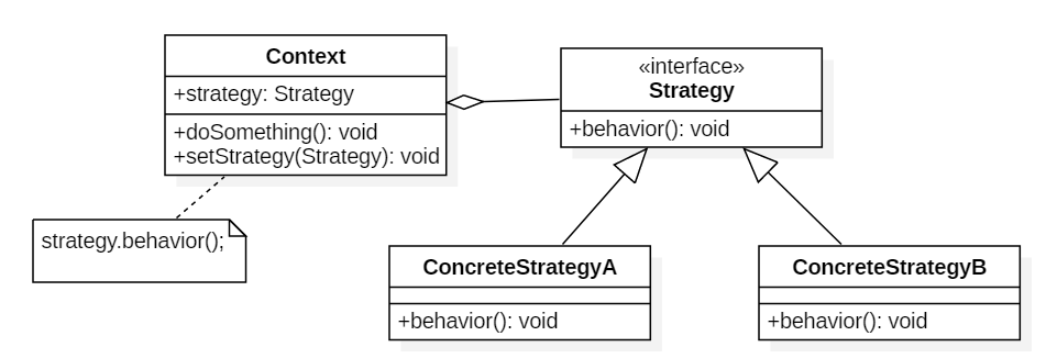 Context
+strategy: Strategy
+doSomething(): void
+setStrategy(Strategy): void
strategy.behavior();
«interface»
Strategy
+behavior(): void
ConcreteStrategyA
+behavior(): void
ConcreteStrategyB
+behavior(): void